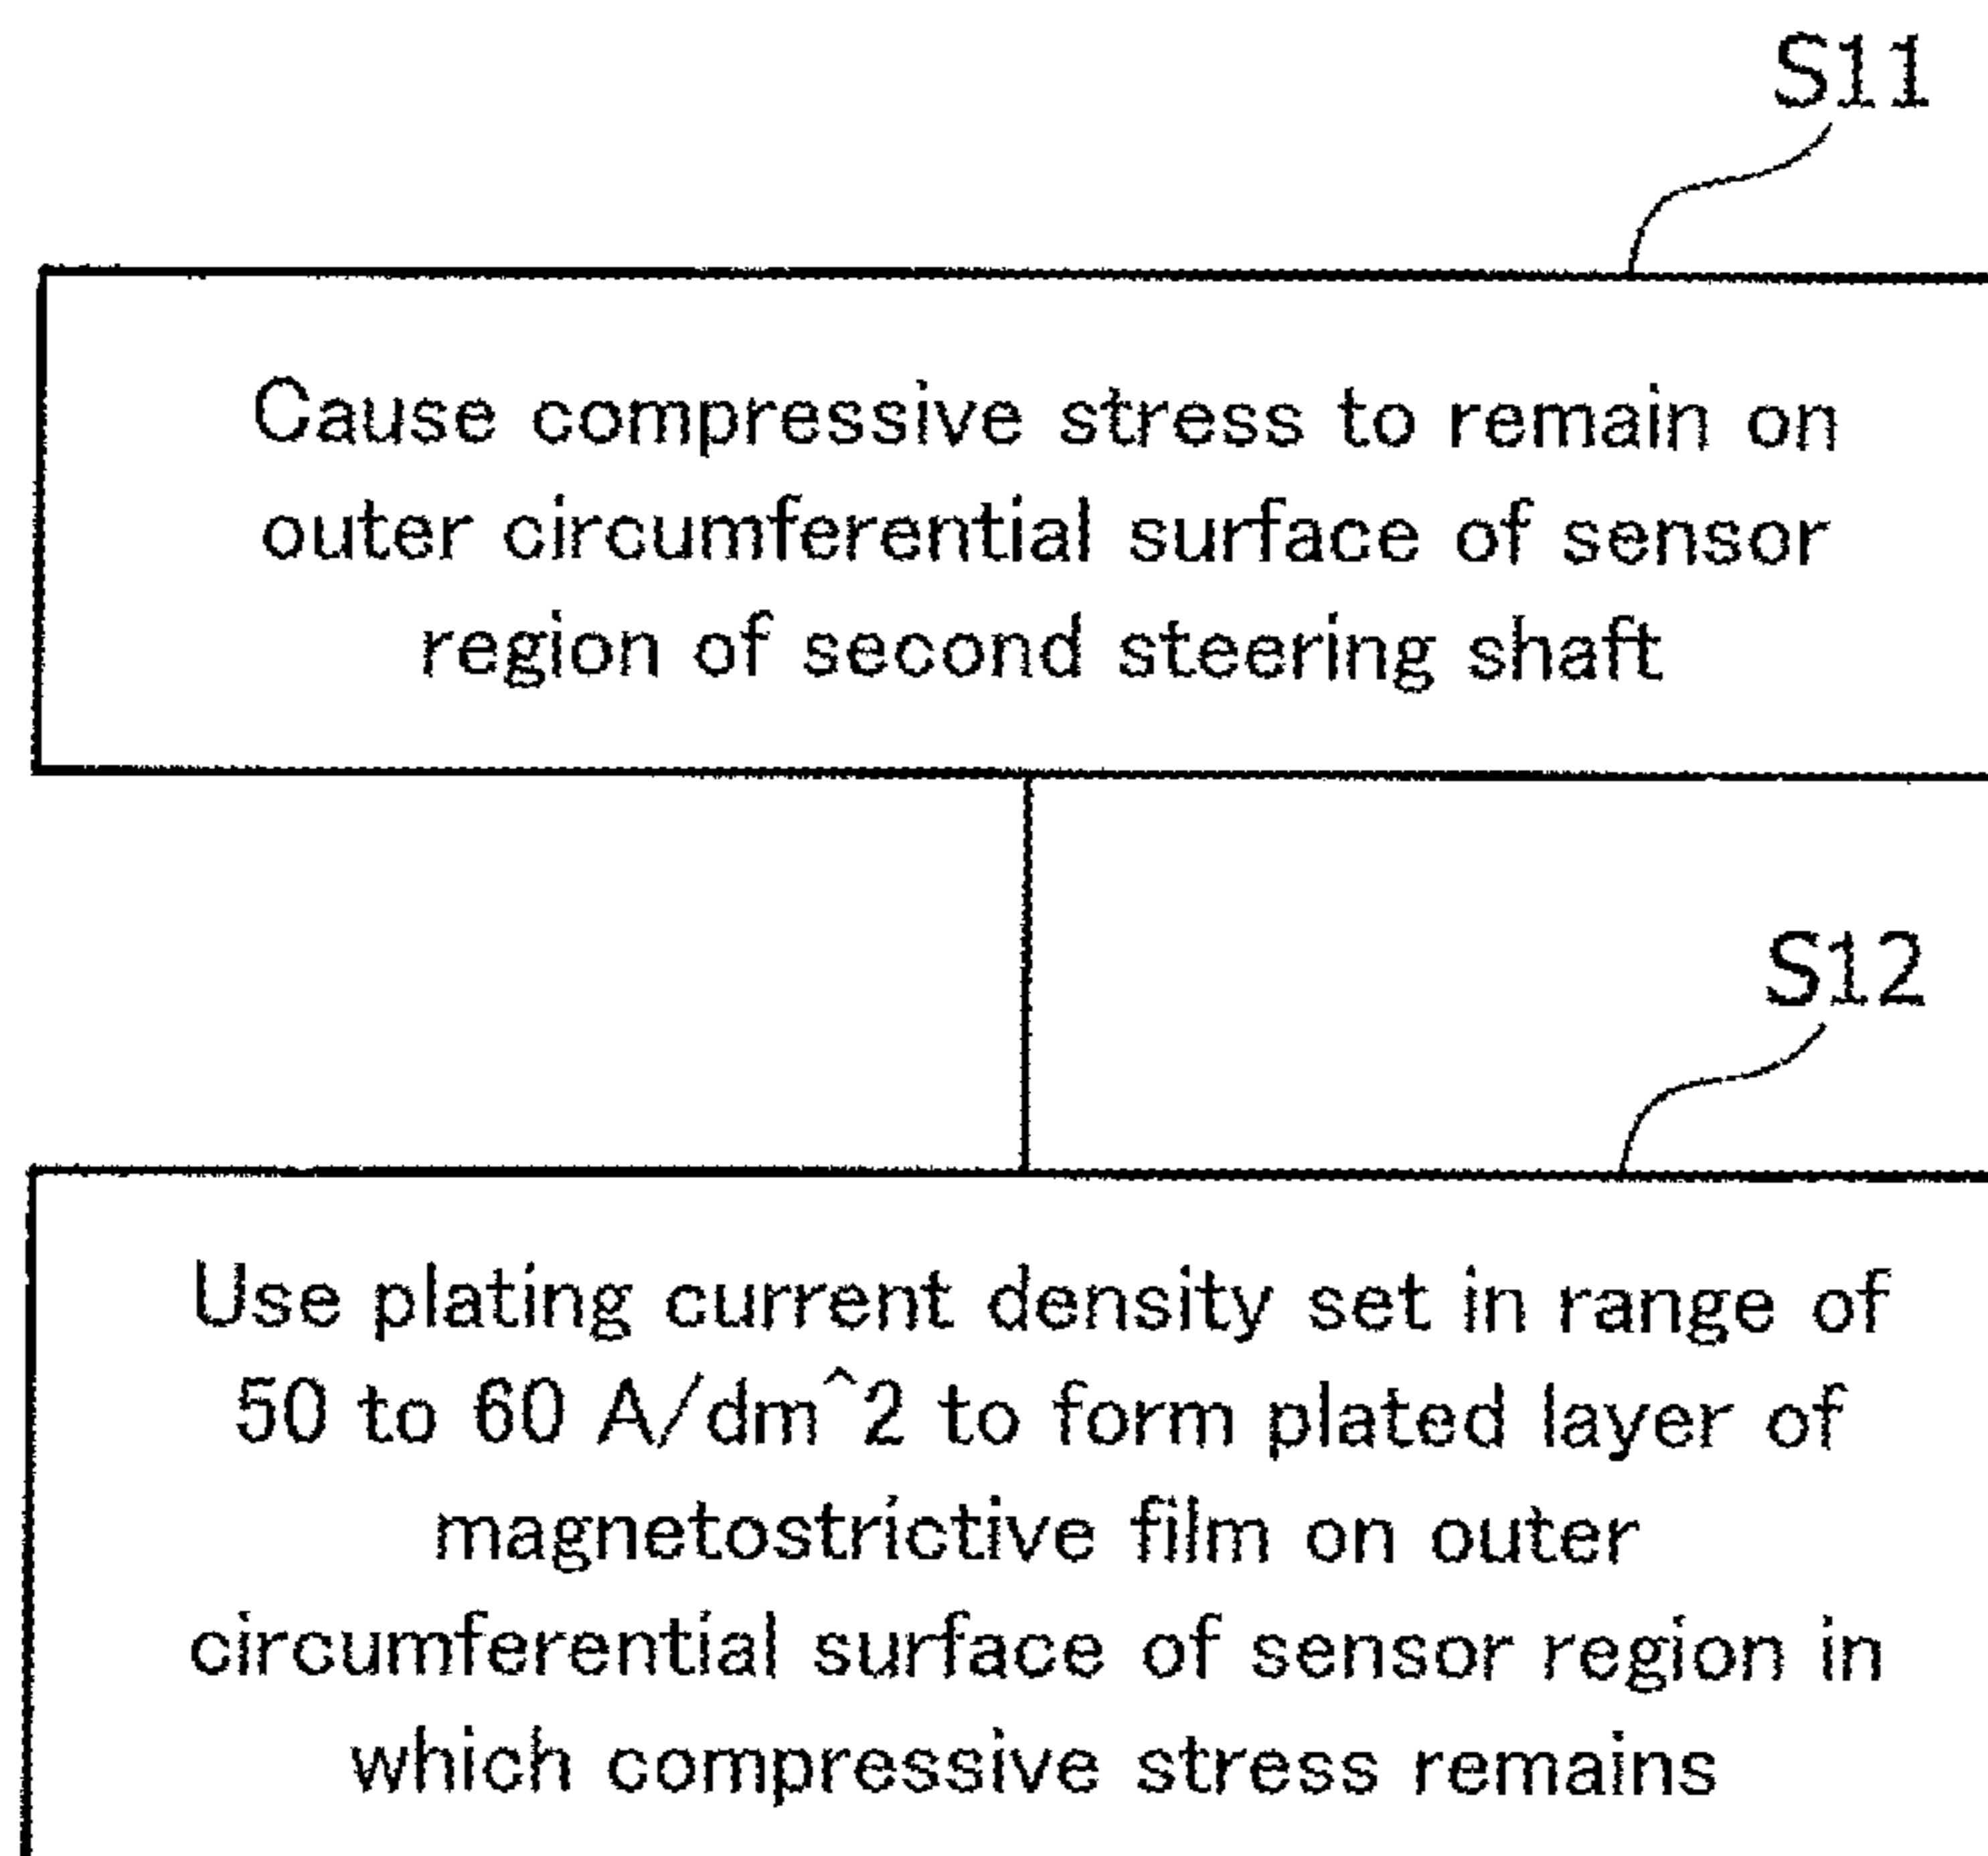 S11
Cause compressive stress to remain on
outer circumferential surface of sensor
region of second steering shaft
S12
Use plating current density set in range of
50 to 60 A/dm^2 to form plated layer of
magnetostrictive film on outer
circumferential surface of sensor region in
which compressive stress remains